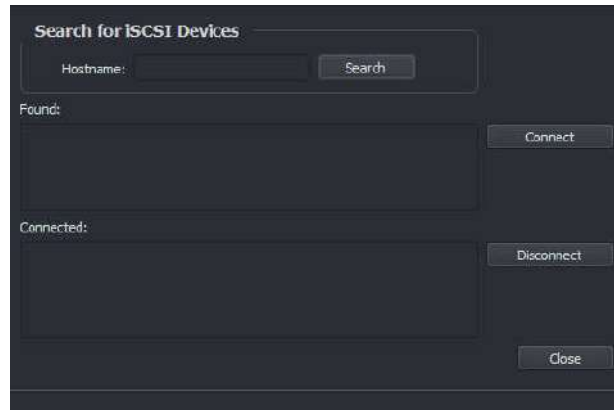 Search for iSCSI Devices
Hostname:
Search
Found:
Connect
Connected:
Disconnect
Close